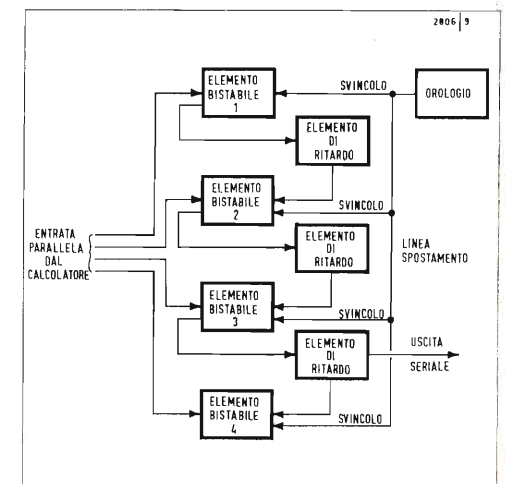 2806 9
ELEMENTO
BISTABILE
1
SVINCOLO
OROLOGIO
ELEMENTO
DI
RITARDO
ELEMENTO
BISTABILE
2
SVINCOLO
ENTRATA
PARALLELA
DAL
CALCOLATORE
ELEMENTO
DI
RITARDO
LINEA
SPOSTAMENTO
ELEMENTO
BISTABILE
3
SVINCOLO
ELEMENTO
DI
RITARDO
USCITA
SERIALE
ELEMENTO
BISTABILE
4
SVINCOLO